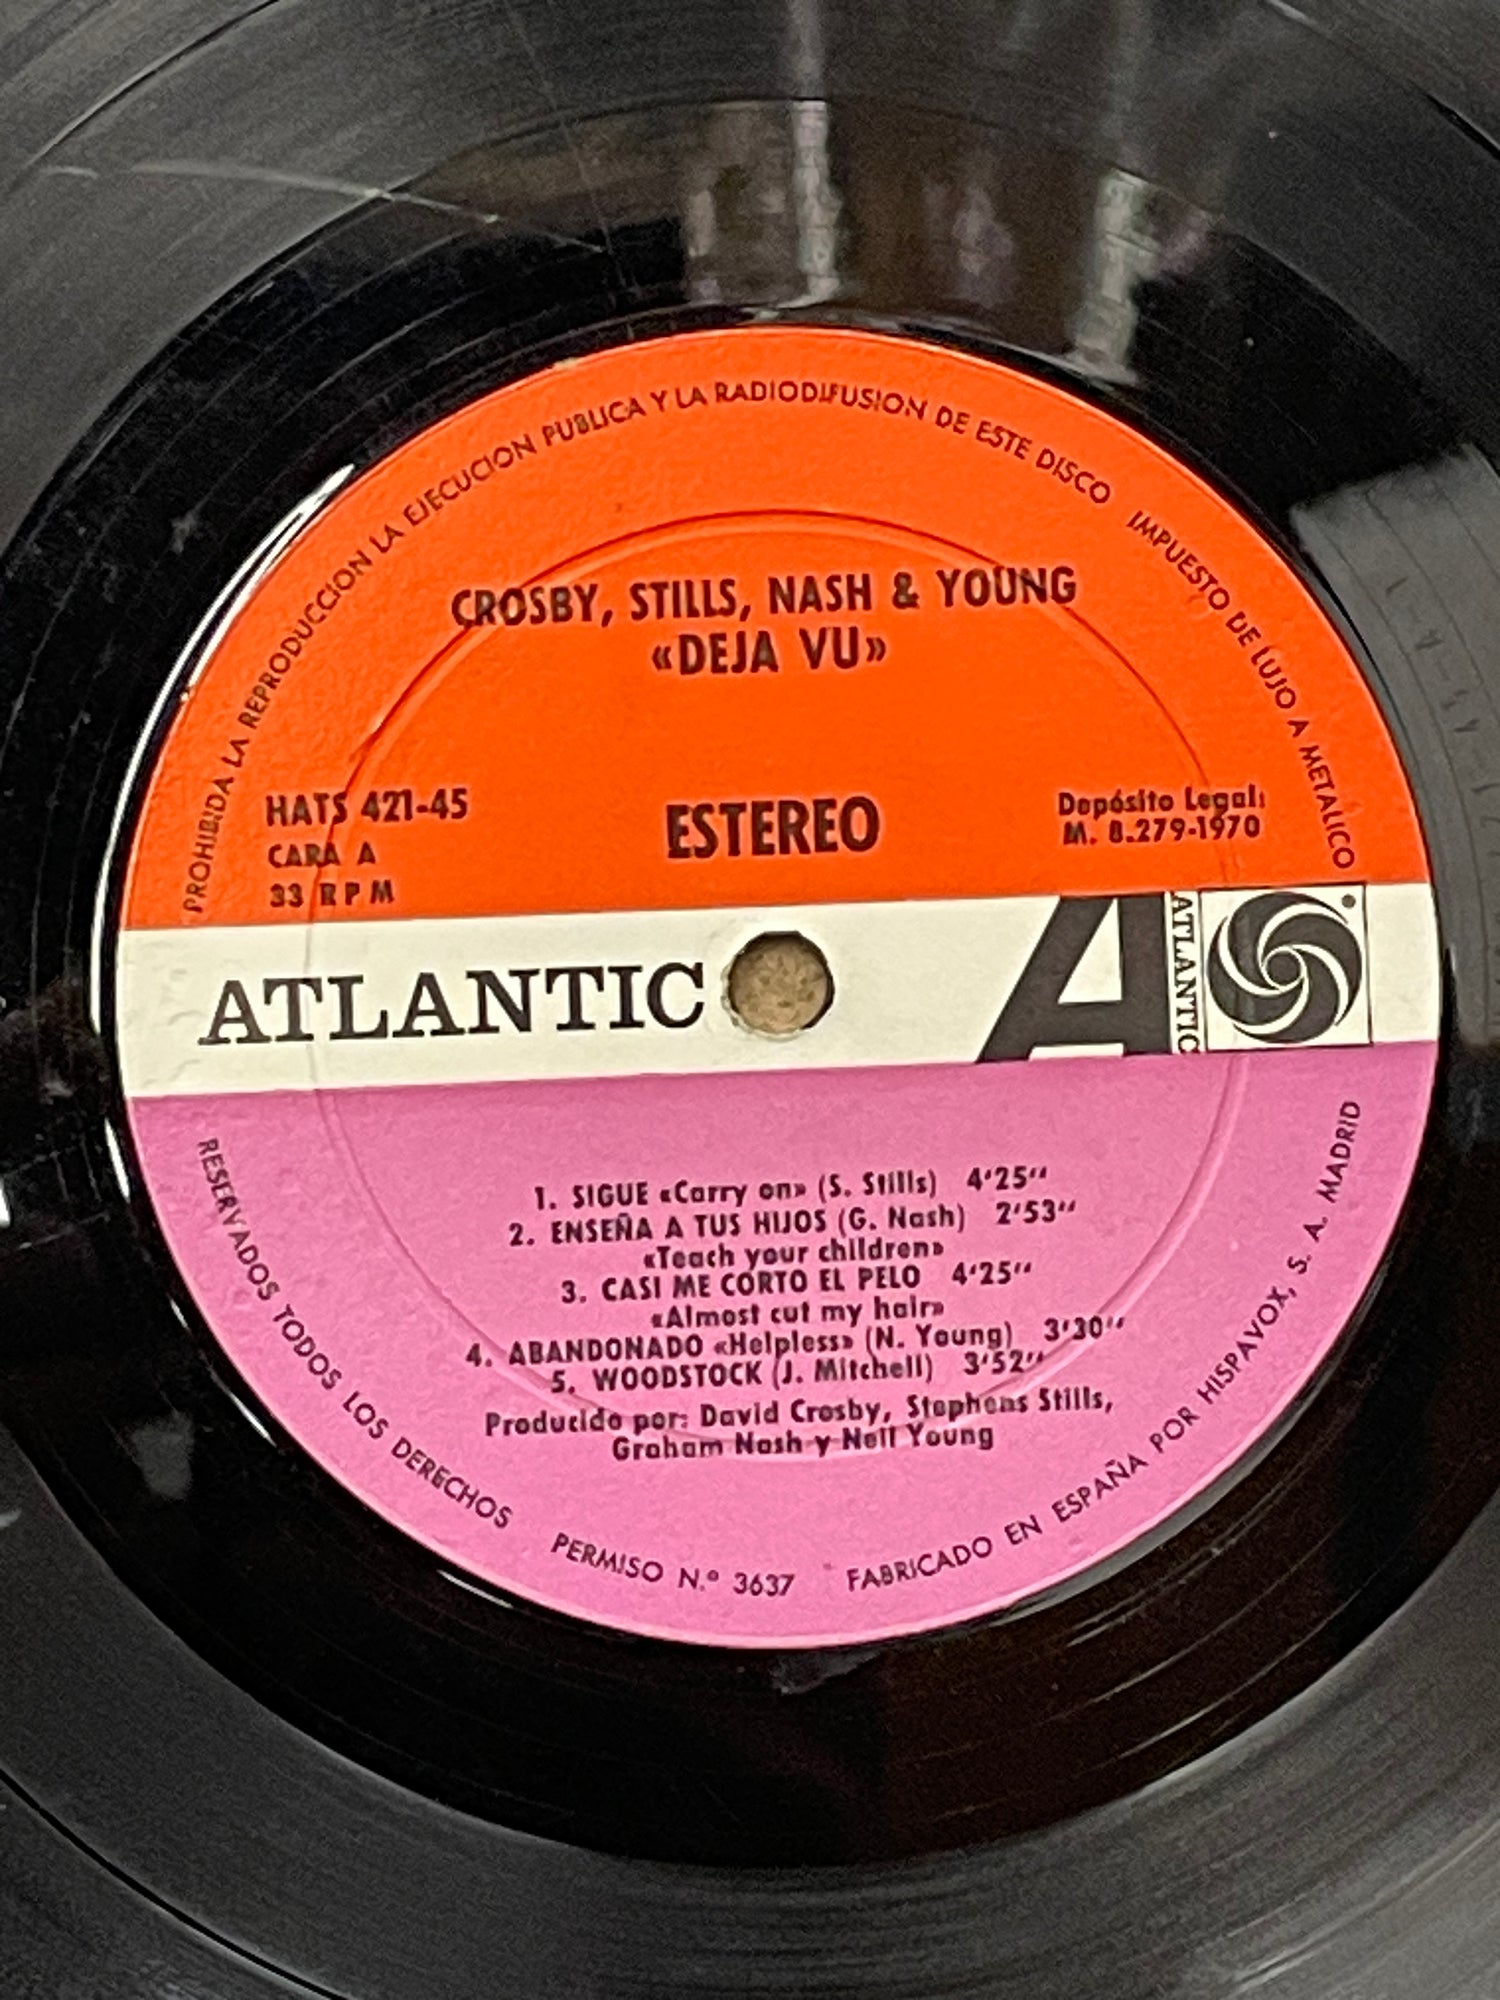 PROHIBIDA LA REPRODUCCION LA EJECUCION PUBLICA Y LA RADIODIFUSION DE ESTE DISCO IMPUESTO DE LUJO A METALICO
CROSBY, STILLS, NASH & YOUNG
«DEJA VU»
HATS 421-45
CARA A
33 RPM
ESTEREO
Depósito Legal:
M. 8.279-1970
ATLANTIC
A
ATLANTIC
1. SIGUE «Carry on» (S. Stills) 4'25"
2. ENSEÑA A TUS HIJOS (G. Nash) 2'53"
«Teach your children»
3. CASI ME CORTO EL PELO 4'25"
«Almost cut my hair»
4. ABANDONADO «Helpless» (N. Young) 3'30"
5. WOODSTOCK (J. Mitchell) 3'52"
Producido por: David Crosby, Stephens Stills,
Graham Nash y Neil Young
RESERVADOS TODOS LOS DERECHOS PERMISO N.º 3637 FABRICADO EN ESPAÑA POR HISPAVOX, S. A. MADRID